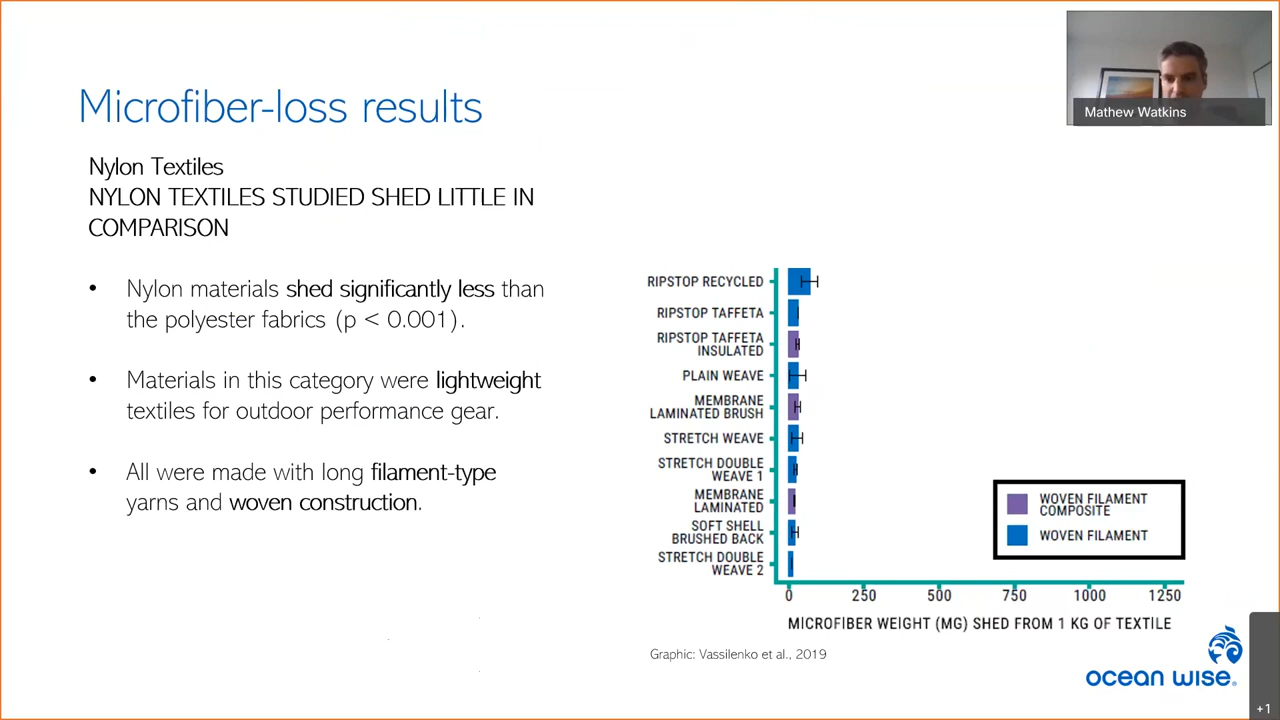 Microfiber-loss results
Mathew Watkins
Nylon Textiles
NYLON TEXTILES STUDIED SHED LITTLE IN
COMPARISON
• Nylon materials shed significantly less than
the polyester fabrics (p < 0.001).
• Materials in this category were lightweight
textiles for outdoor performance gear.
• All were made with long filament-type
yarns and woven construction.
RIPSTOP RECYCLED
RIPSTOP TAFFETA
RIPSTOP TAFFETA
INSULATED
PLAIN WEAVE
MEMBRANE
LAMINATED BRUSH
STRETCH WEAVE
STRETCH DOUBLE
WEAVE 1
MEMBRANE
LAMINATED
SOFT SHELL
BRUSHED BACK
STRETCH DOUBLE
WEAVE 2
0 250 500 750 1000 1250
MICROFIBER WEIGHT (MG) SHED FROM 1 KG OF TEXTILE
WOVEN FILAMENT
COMPOSITE
WOVEN FILAMENT
Graphic: Vassilenko et al., 2019
ocean wise.
+1